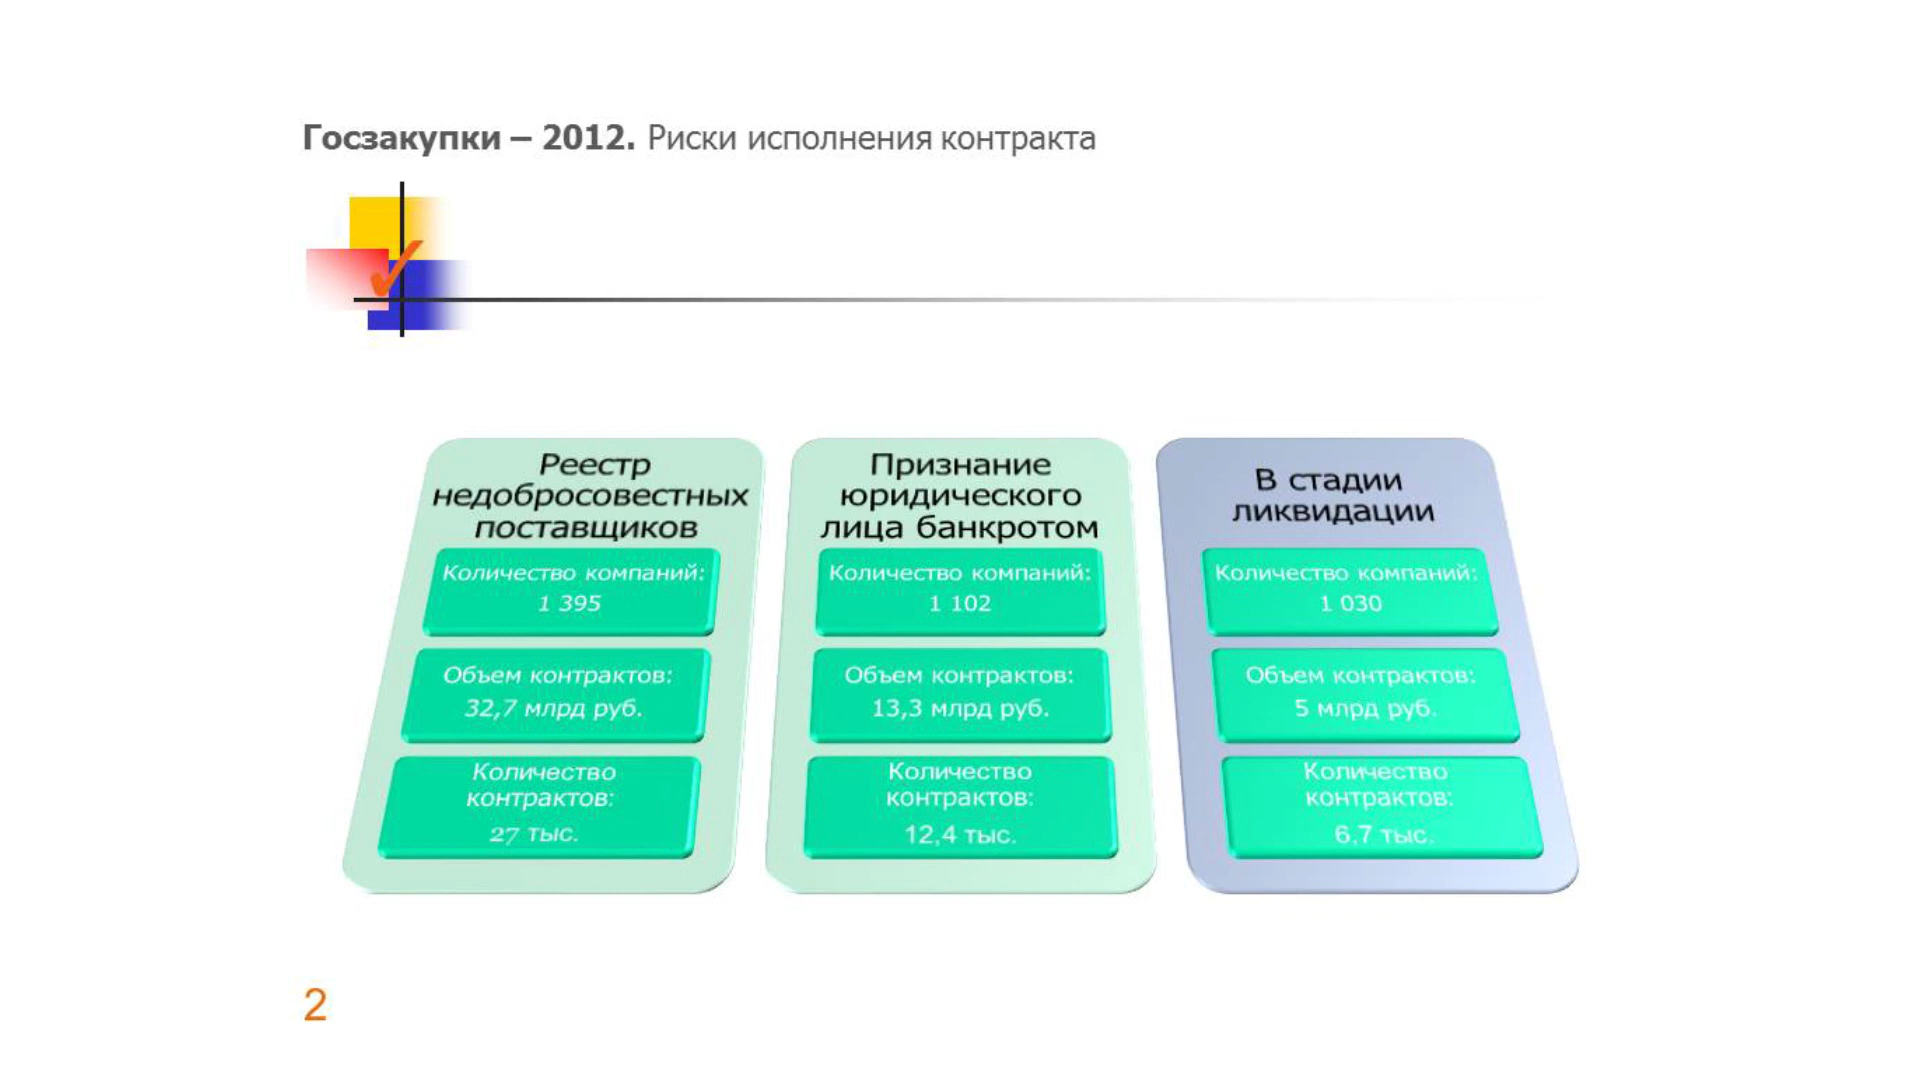 Госзакупки – 2012. Риски исполнения контракта
Реестр
недобросовестных
поставщиков
Количество компаний:
1 395
Объем контрактов:
32,7 млрд руб.
Количество
контрактов:
27 тыс.
Признание
юридического
лица банкротом
Количество компаний:
1 102
Объем контрактов:
13,3 млрд руб.
Количество
контрактов:
12,4 тыс.
В стадии
ликвидации
Количество компаний:
1 030
Объем контрактов:
5 млрд руб.
Количество
контрактов:
6,7 тыс.
2